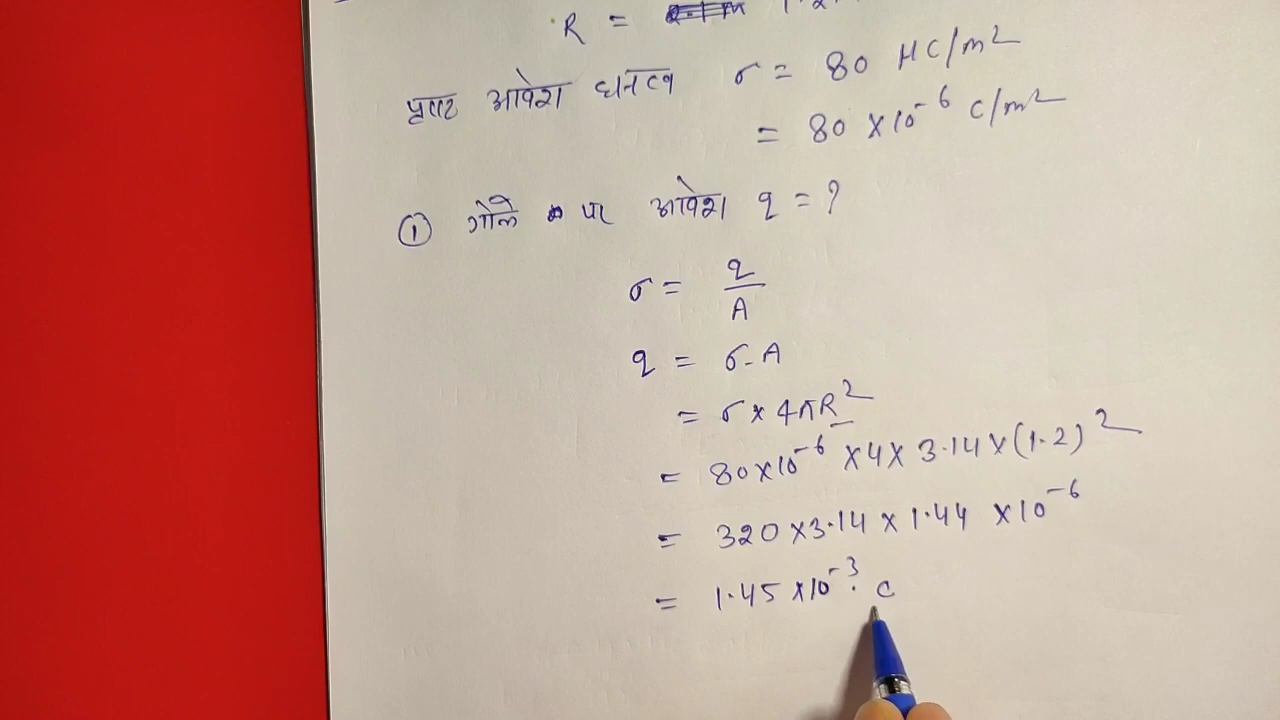 R = 1.2
पृष्ठ आवेश घनत्व σ = 80 μC/m²
= 80 × 10⁻⁶ C/m²
① गोले पर आवेश q = ?
σ = q/A
q = σ.A
= σ × 4πR²
= 80×10⁻⁶ ×4× 3.14 × (1.2)²
= 320 ×3.14 × 1.44 ×10⁻⁶
= 1.45 ×10⁻³ C